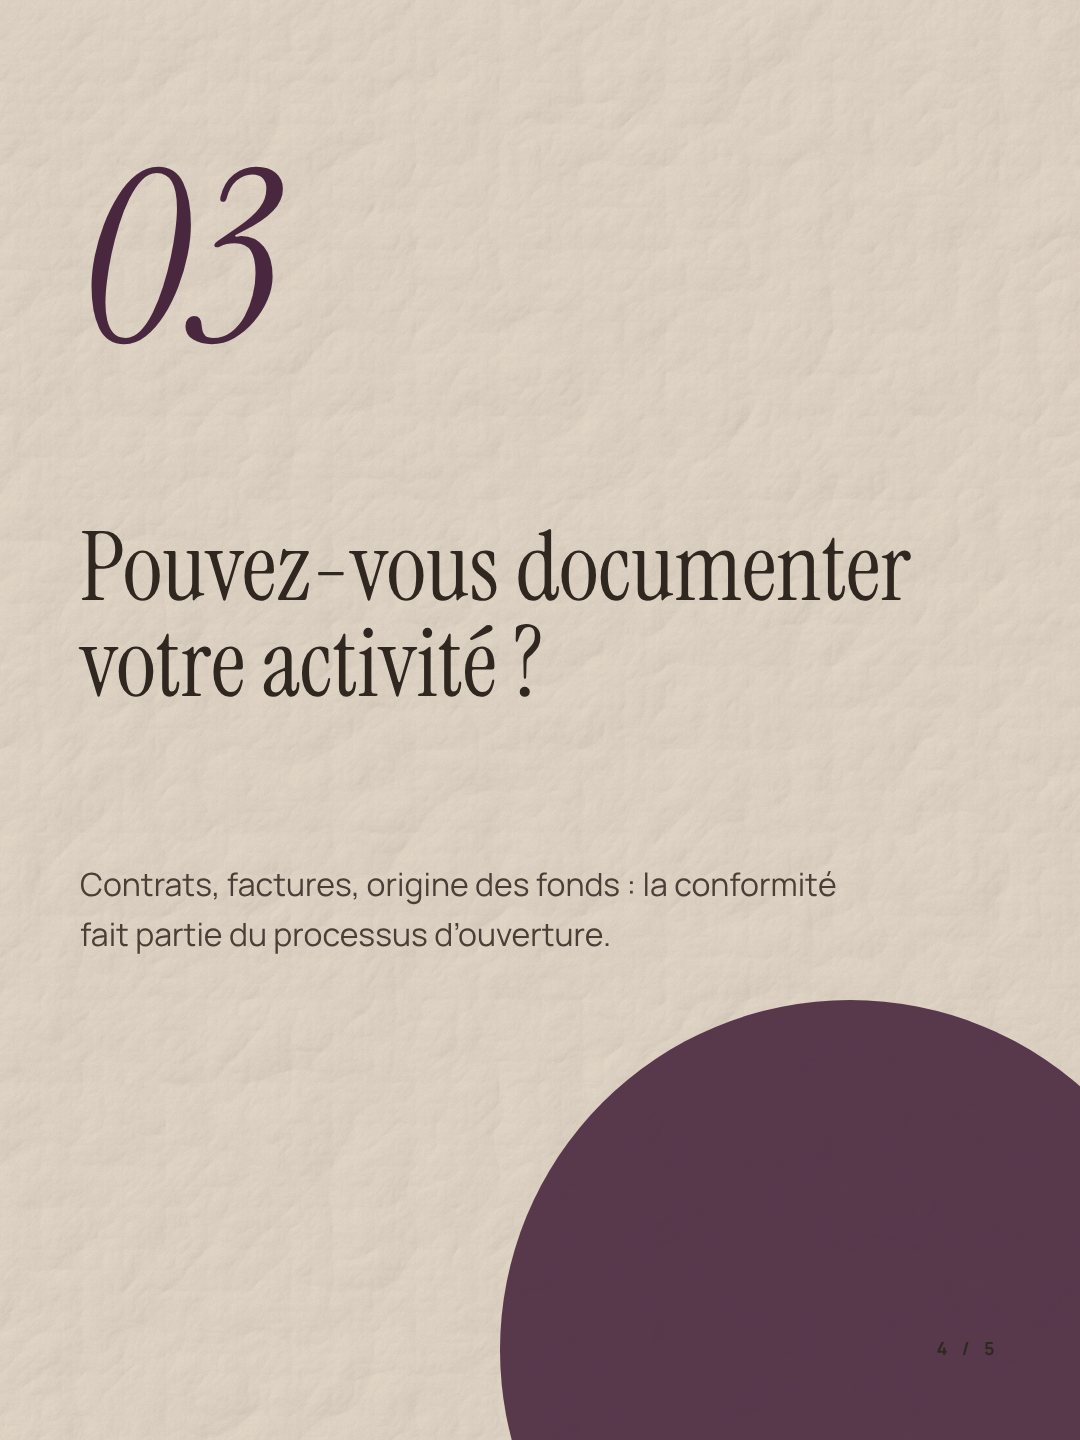 03
Pouvez-vous documenter
votre activité ?
Contrats, factures, origine des fonds : la conformité
fait partie du processus d’ouverture.
4 / 5